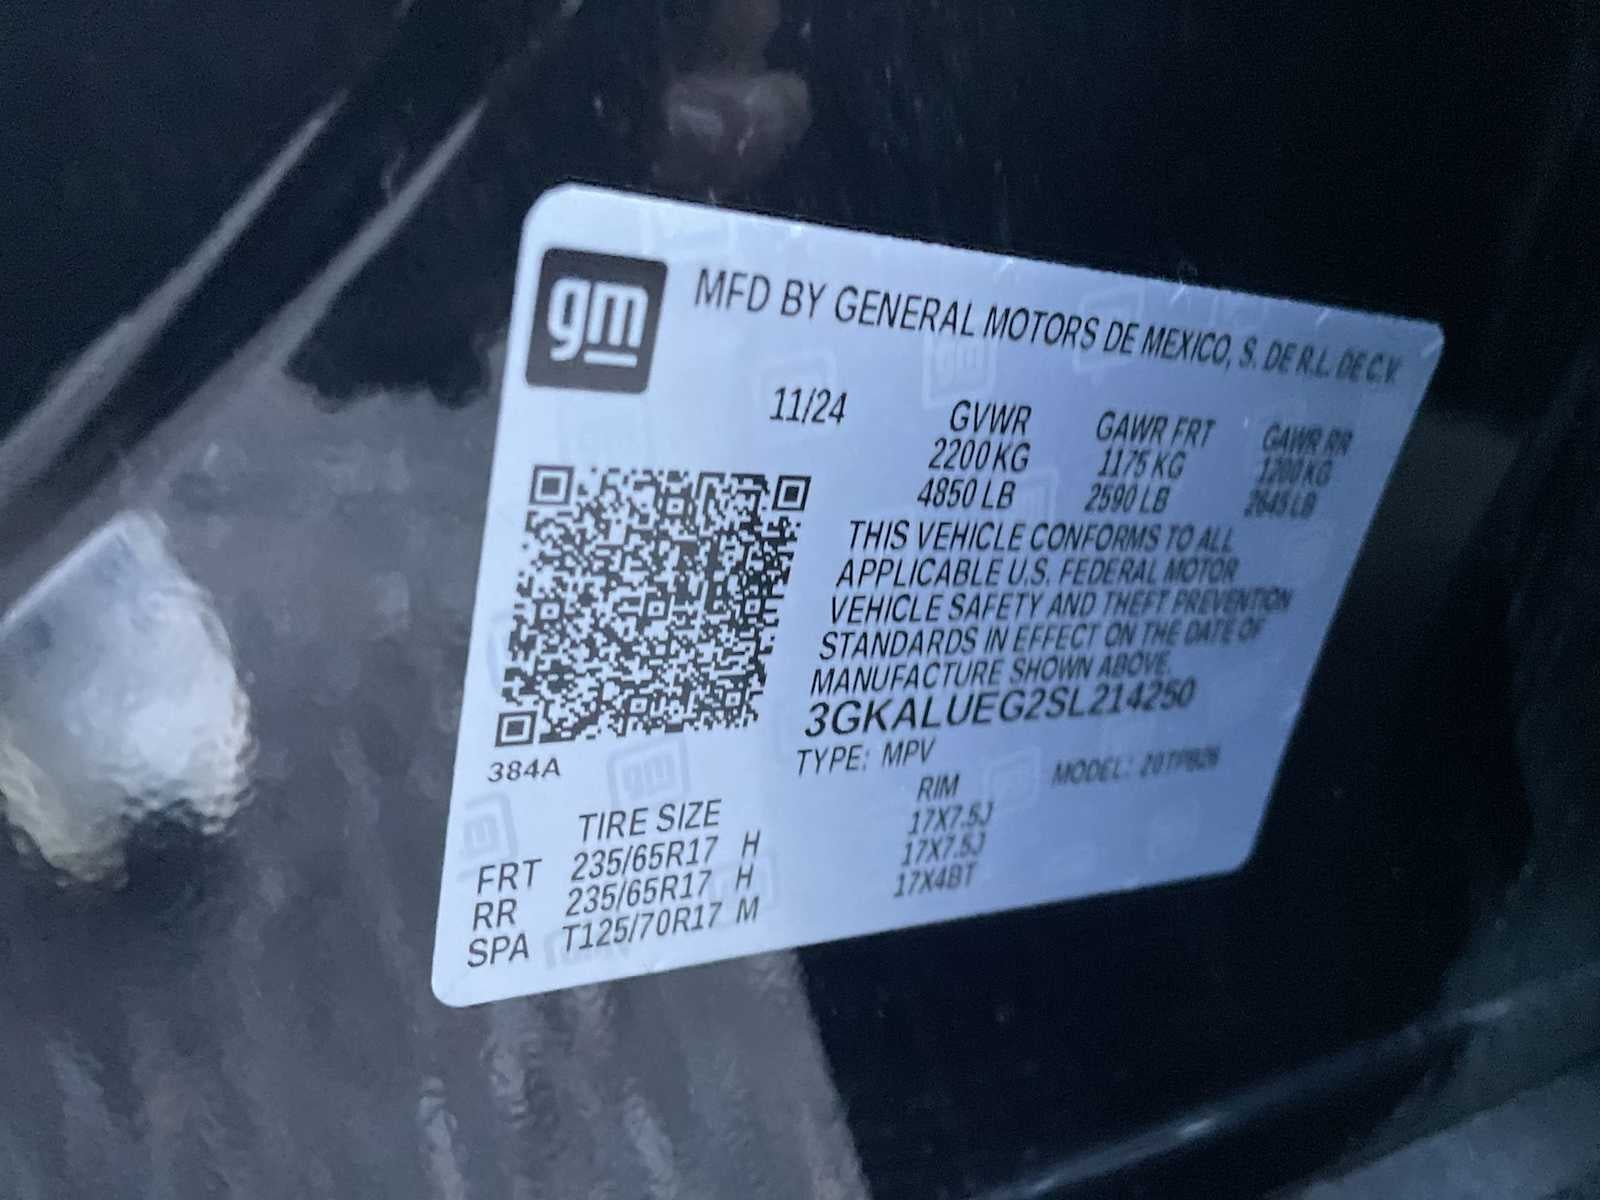 gm
MFD BY GENERAL MOTORS DE MEXICO, S. DE R.L. DE C.V.
11/24 GVWR GAWR FRT GAWR RR
2200 KG 1175 KG 1200 KG
4850 LB 2590 LB 2645 LB
THIS VEHICLE CONFORMS TO ALL
APPLICABLE U.S. FEDERAL MOTOR
VEHICLE SAFETY AND THEFT PREVENTION
STANDARDS IN EFFECT ON THE DATE OF
MANUFACTURE SHOWN ABOVE.
3GKALUEG2SL214250
384A
TYPE: MPV MODEL:
TIRE SIZE RIM
FRT 235/65R17 H 17X7.5J
RR 235/65R17 H 17X7.5J
SPA T125/70R17 M 17X4BT